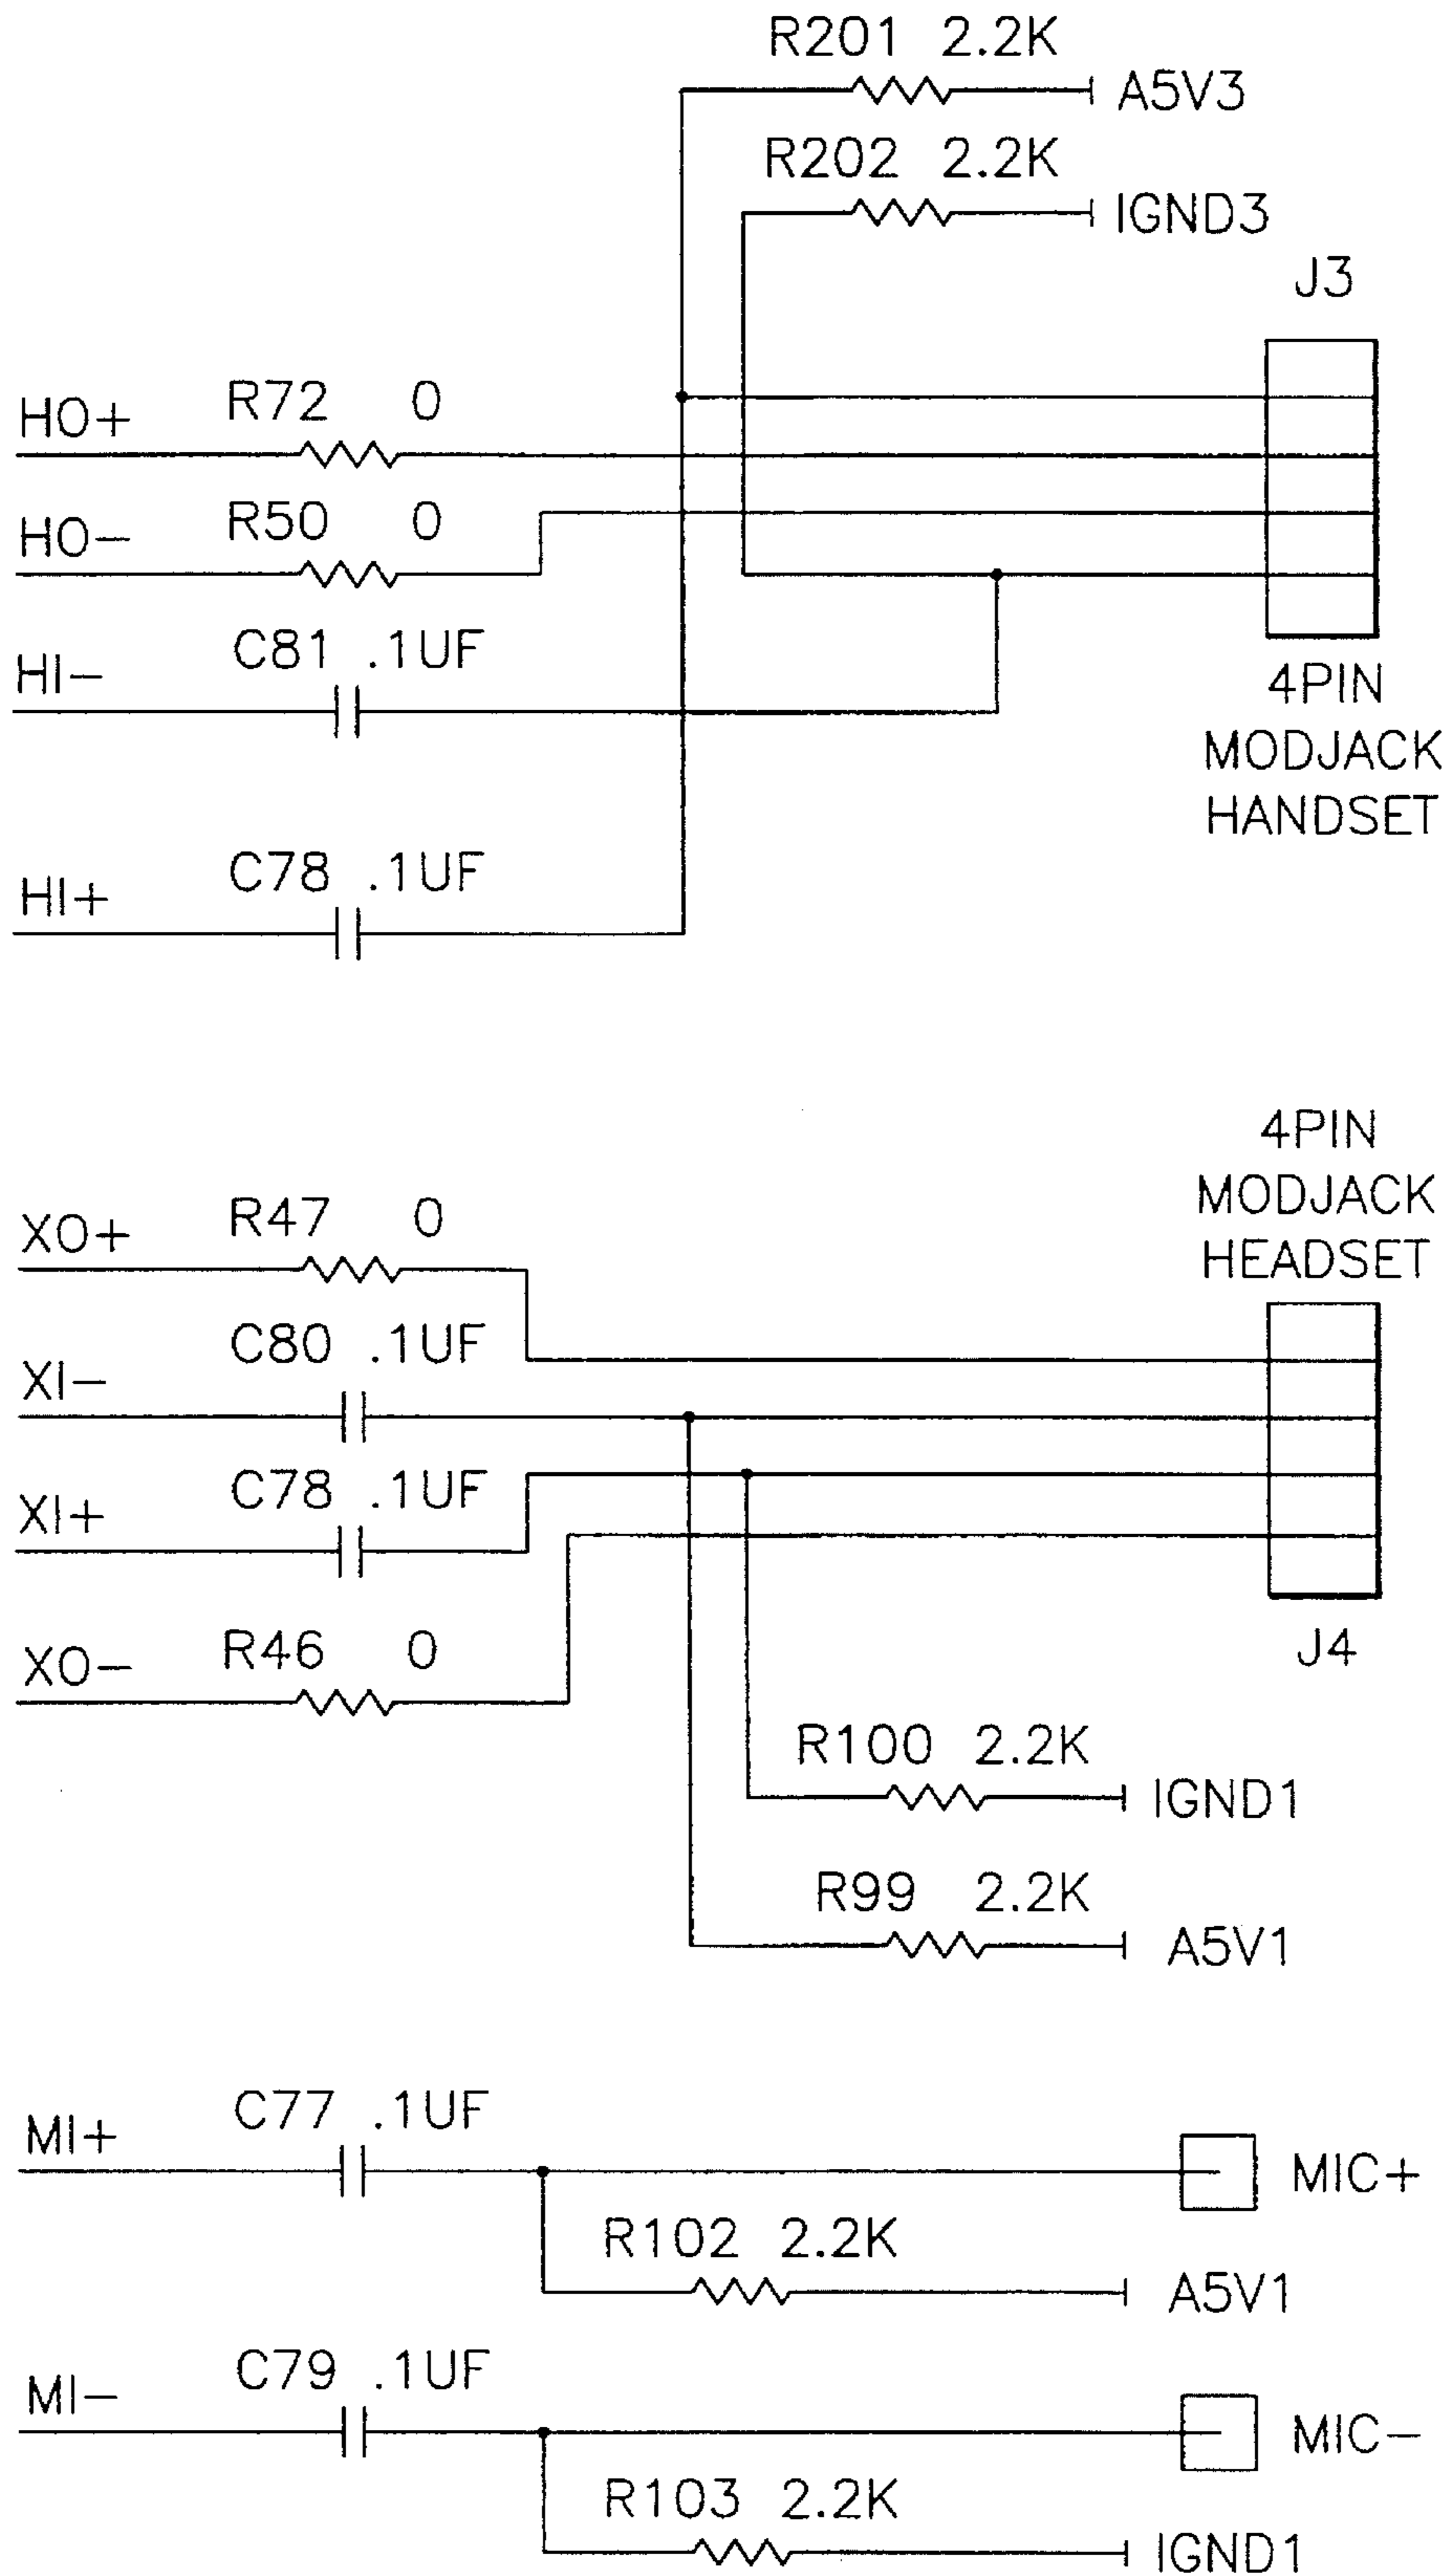 R201 2.2K
A5V3
R202 2.2K
IGND3
J3
HO+
R72 0
HO-
R50 0
HI-
C81 .1UF
4PIN
MODJACK
HANDSET
HI+
C78 .1UF
4PIN
MODJACK
HEADSET
XO+
R47 0
XI-
C80 .1UF
XI+
C78 .1UF
XO-
R46 0
J4
R100 2.2K
IGND1
R99 2.2K
A5V1
MI+
C77 .1UF
MIC+
R102 2.2K
A5V1
MI-
C79 .1UF
MIC-
R103 2.2K
IGND1